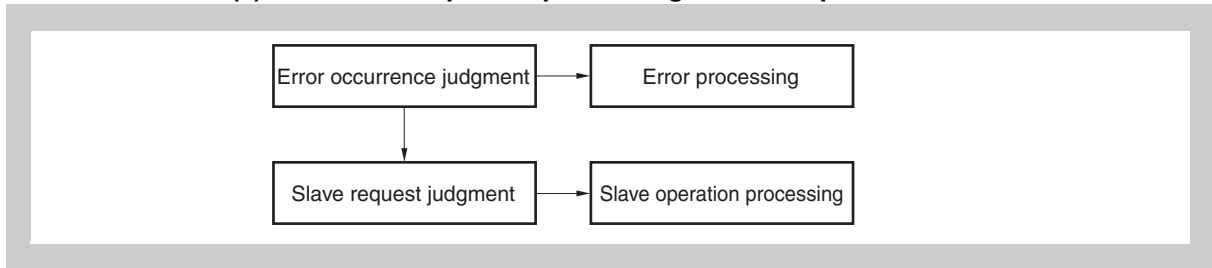 Error occurrence judgment
Error processing
Slave request judgment
Slave operation processing